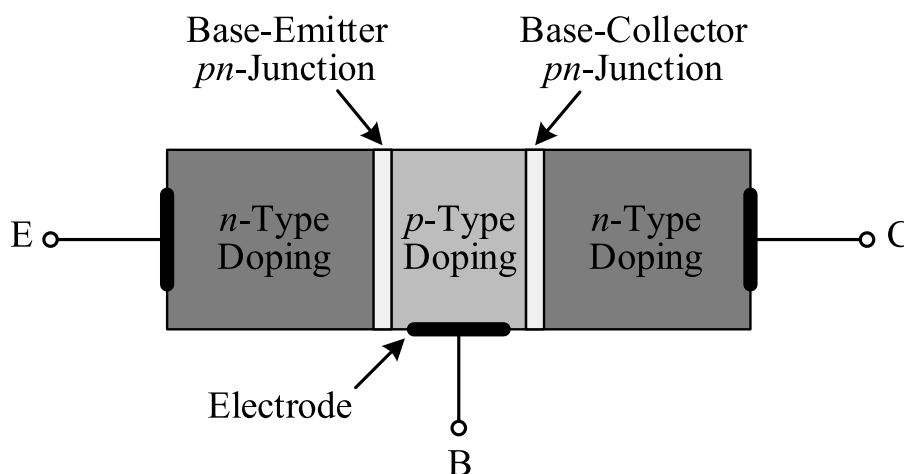 Base-Emitter
pn-Junction
Base-Collector
pn-Junction
E
n-Type
Doping
p-Type
Doping
n-Type
Doping
C
Electrode
B